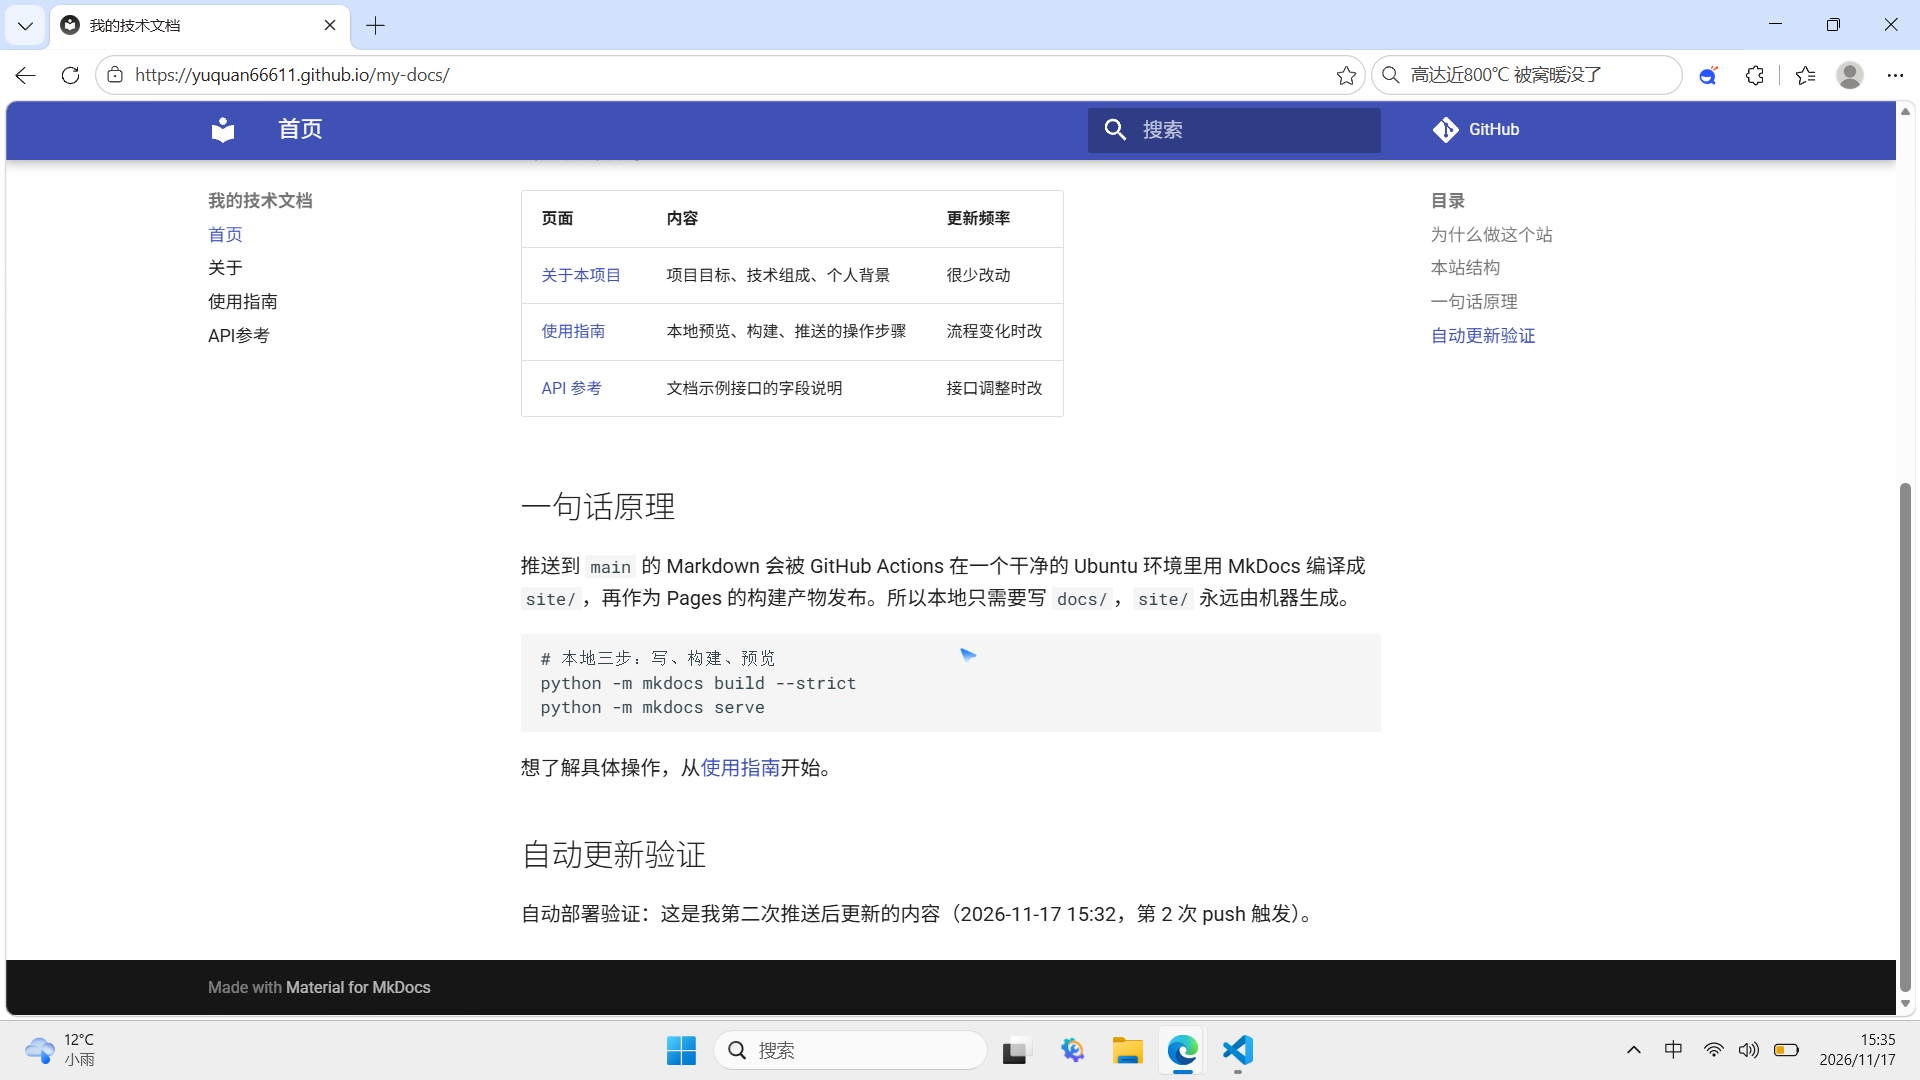 我的技术文档
https://yuquan66611.github.io/my-docs/
高达近800℃ 被窝暖没了
首页
搜索
GitHub
我的技术文档
首页
关于
使用指南
API参考
页面 内容 更新频率
关于本项目 项目目标、技术组成、个人背景 很少改动
使用指南 本地预览、构建、推送的操作步骤 流程变化时改
API 参考 文档示例接口的字段说明 接口调整时改
一句话原理
推送到 main 的 Markdown 会被 GitHub Actions 在一个干净的 Ubuntu 环境里用 MkDocs 编译成
site/，再作为 Pages 的构建产物发布。所以本地只需要写 docs/，site/ 永远由机器生成。
# 本地三步：写、构建、预览
python -m mkdocs build --strict
python -m mkdocs serve
想了解具体操作，从使用指南开始。
自动更新验证
自动部署验证：这是我第二次推送后更新的内容（2026-11-17 15:32，第 2 次 push 触发）。
目录
为什么做这个站
本站结构
一句话原理
自动更新验证
Made with Material for MkDocs
12°C
小雨
搜索
中
15:35
2026/11/17